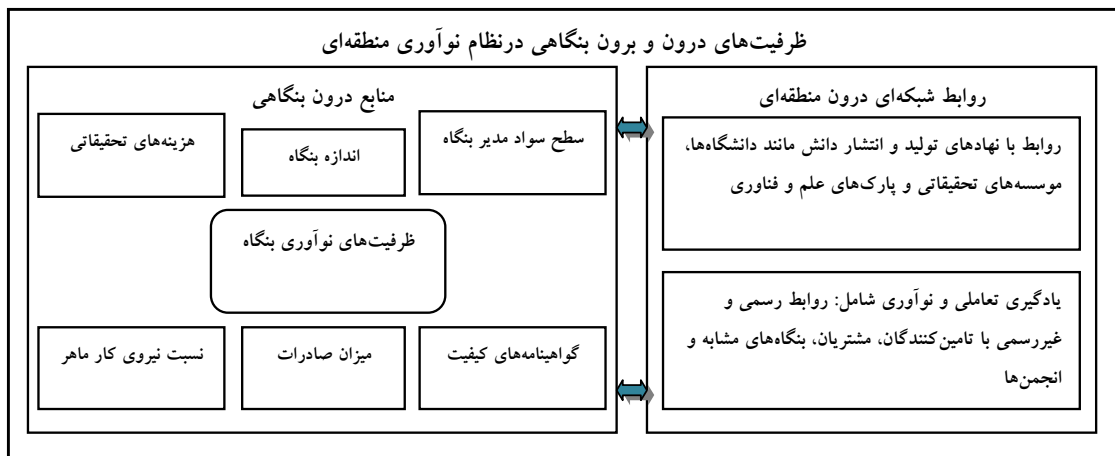 ظرفیت‌های درون و برون بنگاهی درنظام نوآوری منطقه‌ای
روابط شبکه‌ای درون منطقه‌ای
روابط با نهادهای تولید و انتشار دانش مانند دانشگاه‌ها،
موسسه‌های تحقیقاتی و پارک‌های علم و فناوری
یادگیری تعاملی و نوآوری شامل: روابط رسمی و
غیررسمی با تامین‌کنندگان، مشتریان، بنگاه‌های مشابه و
انجمن‌ها
منابع درون بنگاهی
سطح سواد مدیر بنگاه
اندازه بنگاه
هزینه‌های تحقیقاتی
ظرفیت‌های نوآوری بنگاه
گواهینامه‌های کیفیت
میزان صادرات
نسبت نیروی کار ماهر